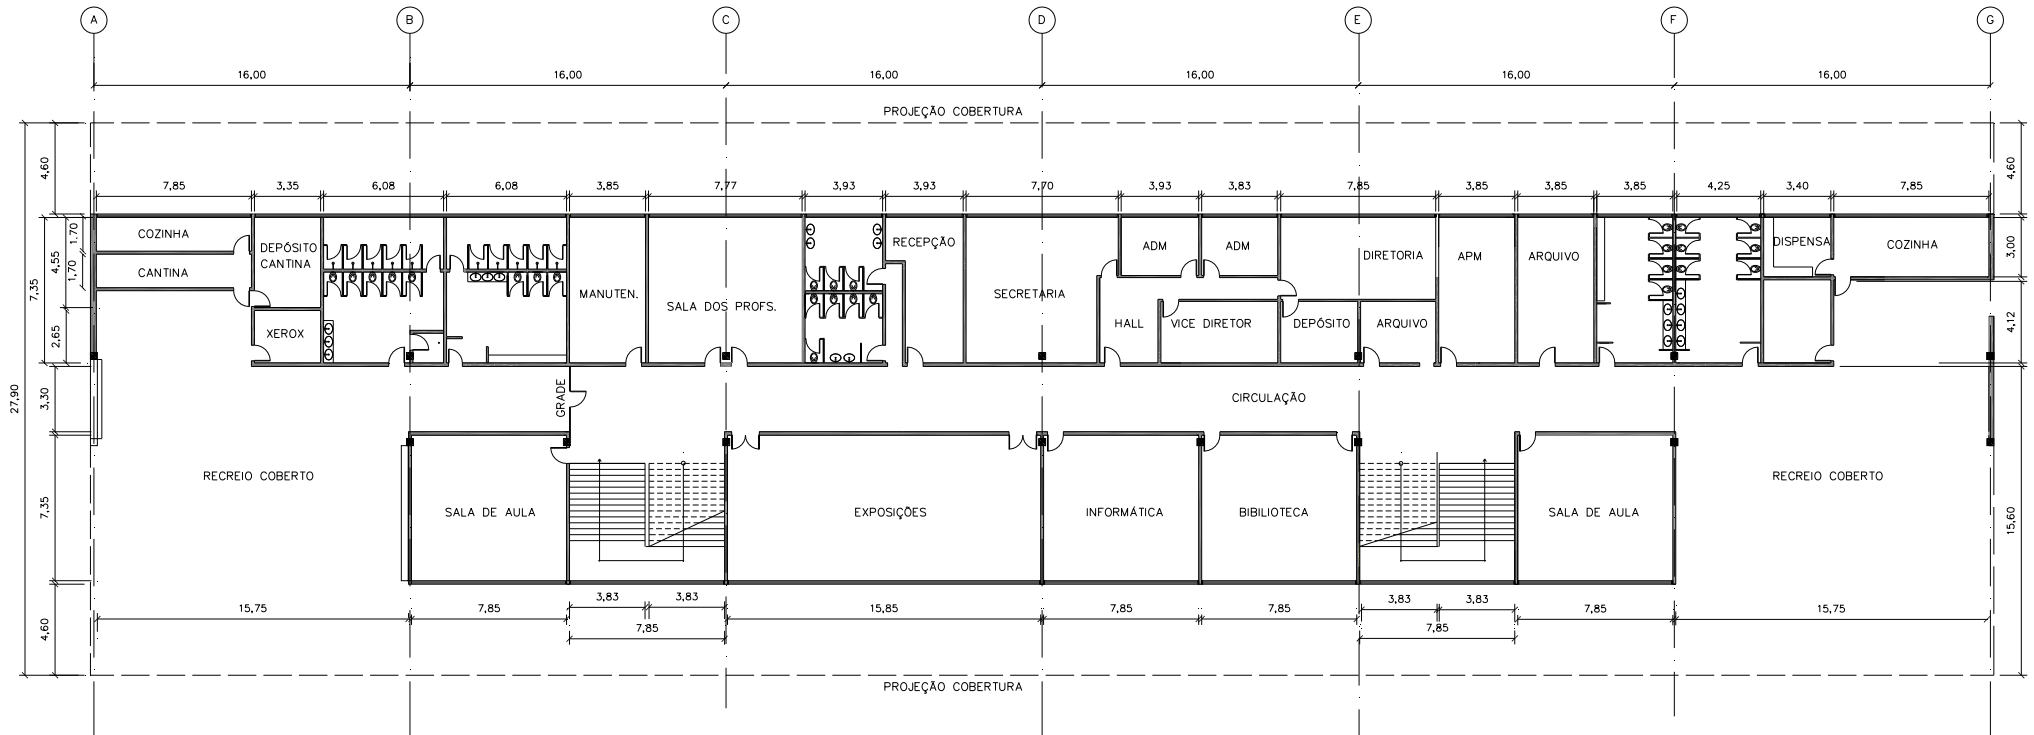 A B C D E F G
16,00 16,00 16,00 16,00 16,00 16,00
PROJEÇÃO COBERTURA
4,60 4,60
7,85 3,35 6,08 6,08 3,85 7,77 3,93 3,93 7,70 3,93 3,83 7,85 3,85 3,85 3,85 4,25 3,40 7,85
27,90 7,35 4,55 1,70 1,70 2,65
COZINHA
CANTINA
DEPÓSITO
CANTINA
XEROX
MANUTEN.
SALA DOS PROFS.
RECEPÇÃO
SECRETARIA
ADM
ADM
HALL
VICE DIRETOR
DIRETORIA
DEPÓSITO
ARQUIVO
APM
ARQUIVO
DISPENSA
COZINHA
3,00
4,12
3,30
GRADE
CIRCULAÇÃO
RECREIO COBERTO
SALA DE AULA
EXPOSIÇÕES
INFORMÁTICA
BIBILIOTECA
SALA DE AULA
RECREIO COBERTO
7,35
15,60
3,83 3,83 3,83 3,83
15,75 7,85 15,85 7,85 7,85 7,85 15,75
7,85 7,85
4,60
PROJEÇÃO COBERTURA